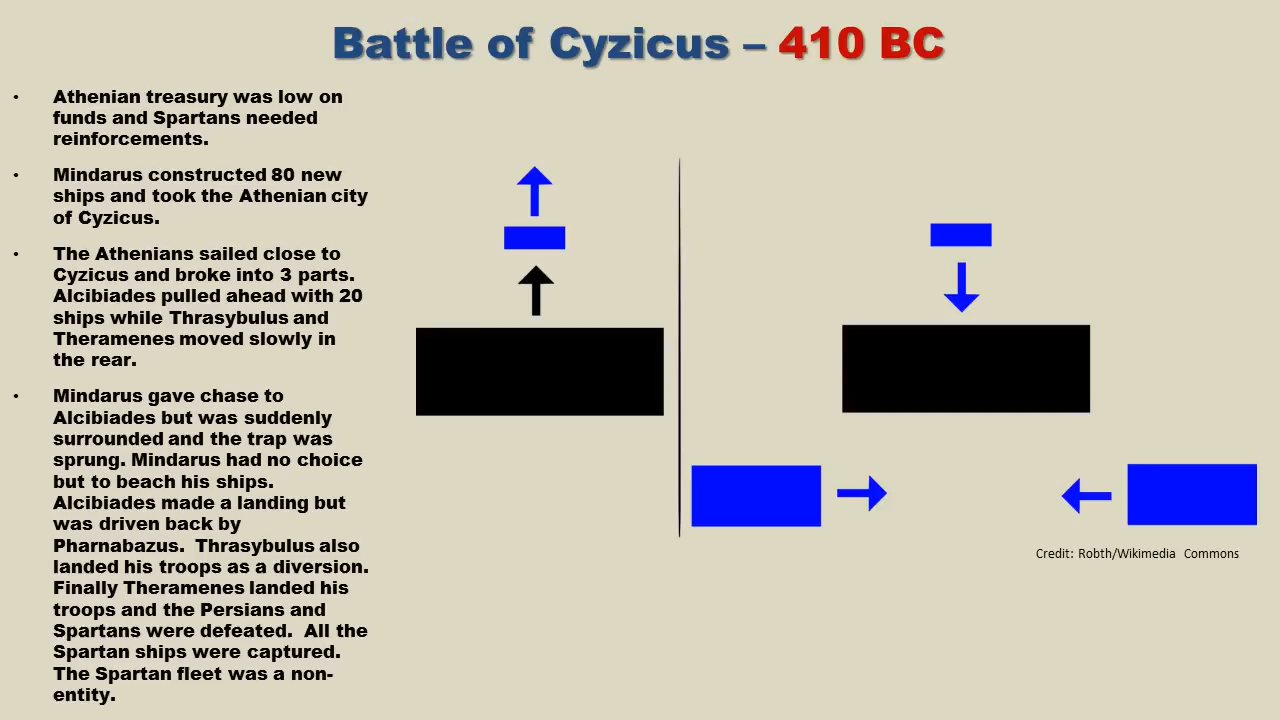 Battle of Cyzicus – 410 BC
• Athenian treasury was low on
funds and Spartans needed
reinforcements.
• Mindarus constructed 80 new
ships and took the Athenian city
of Cyzicus.
• The Athenians sailed close to
Cyzicus and broke into 3 parts.
Alcibiades pulled ahead with 20
ships while Thrasybulus and
Theramenes moved slowly in
the rear.
• Mindarus gave chase to
Alcibiades but was suddenly
surrounded and the trap was
sprung. Mindarus had no choice
but to beach his ships.
Alcibiades made a landing but
was driven back by
Pharnabazus.  Thrasybulus also
landed his troops as a diversion.
Finally Theramenes landed his
troops and the Persians and
Spartans were defeated.  All the
Spartan ships were captured.
The Spartan fleet was a non-
entity.
Credit: Robth/Wikimedia  Commons